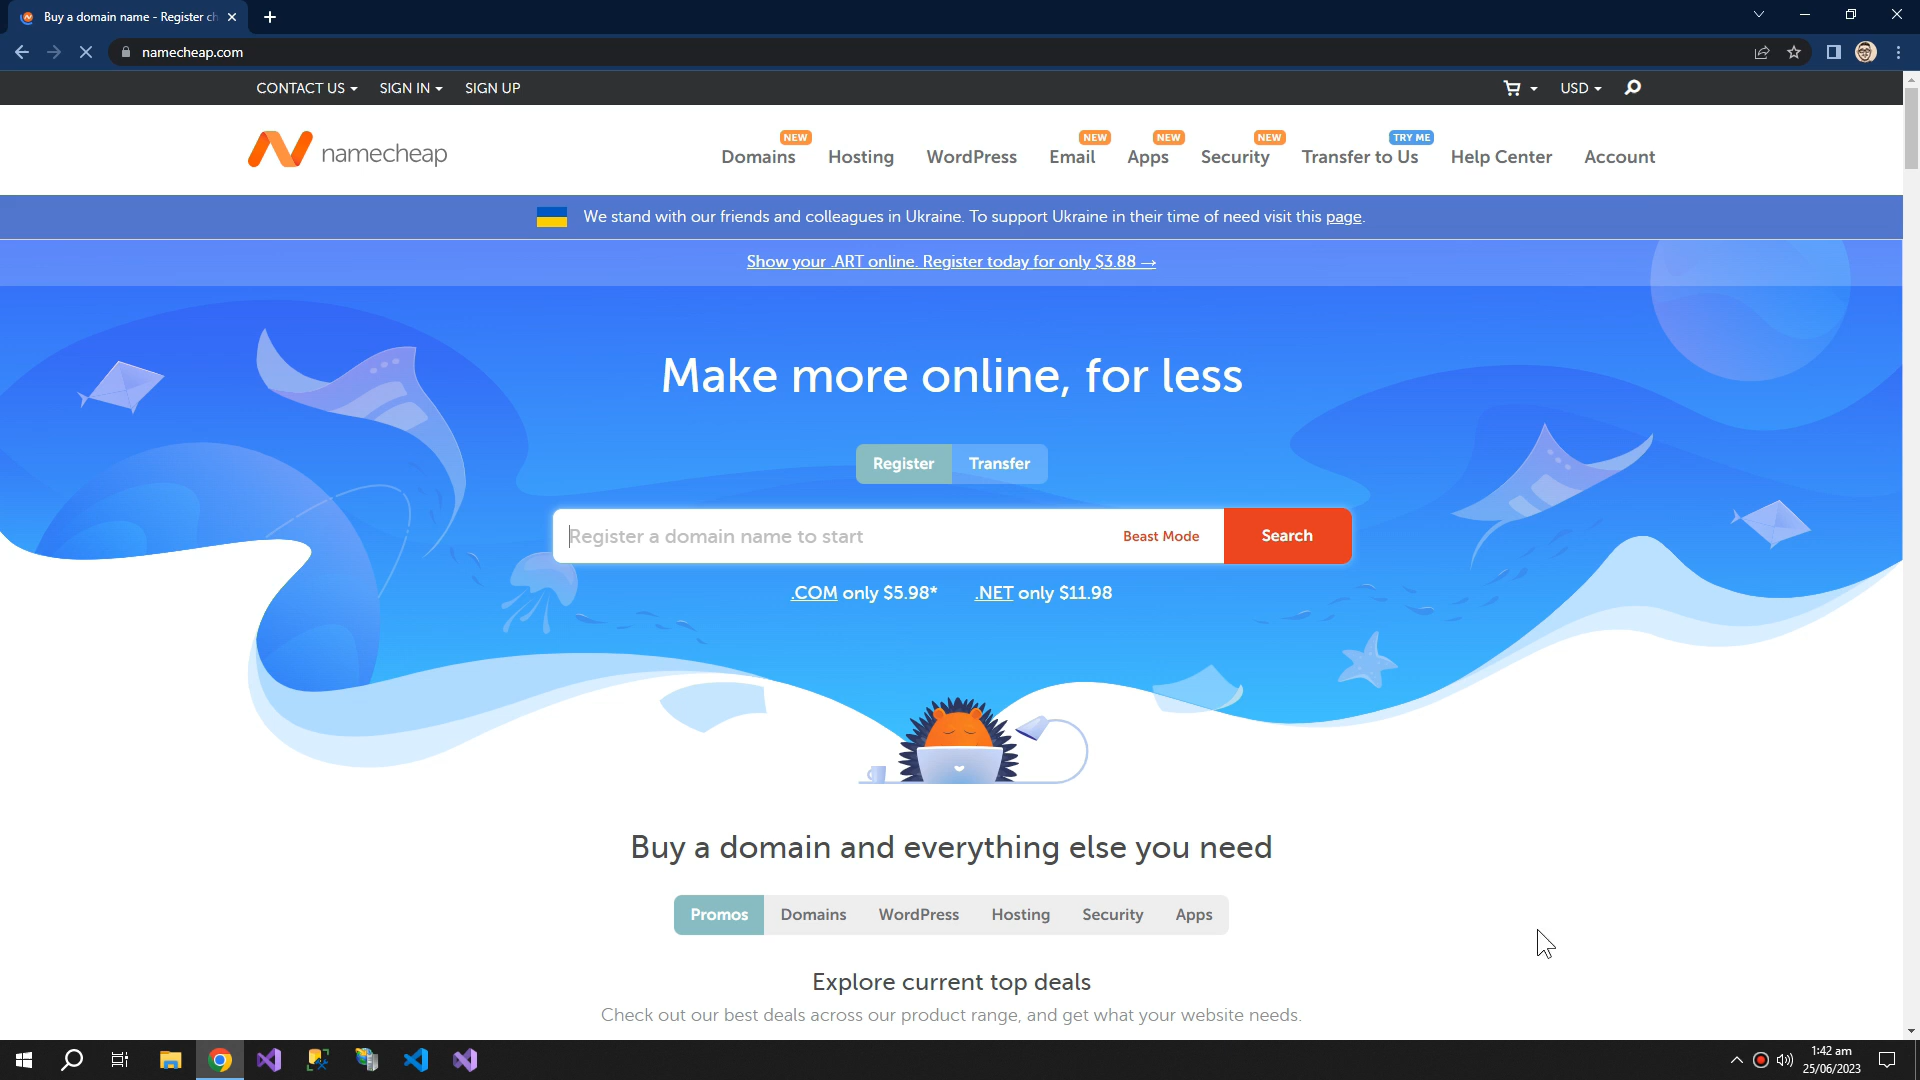 Buy a domain name - Register ch
namecheap.com
CONTACT US SIGN IN SIGN UP USD
namecheap
NEW NEW NEW NEW TRY ME
Domains Hosting WordPress Email Apps Security Transfer to Us Help Center Account
We stand with our friends and colleagues in Ukraine. To support Ukraine in their time of need visit this page.
Show your .ART online. Register today for only $3.88 →
Make more online, for less
Register Transfer
Register a domain name to start Beast Mode Search
.COM only $5.98* .NET only $11.98
Buy a domain and everything else you need
Promos Domains WordPress Hosting Security Apps
Explore current top deals
Check out our best deals across our product range, and get what your website needs.
1:42 am
25/06/2023